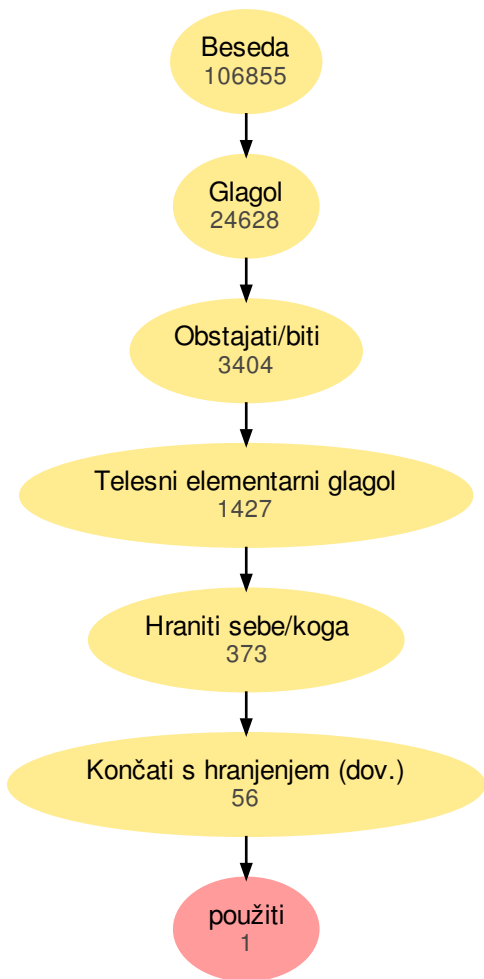 Beseda
106855
Glagol
24628
Obstajati/biti
3404
Telesni elementarni glagol
1427
Hraniti sebe/koga
373
Končati s hranjenjem (dov.)
56
použiti
1